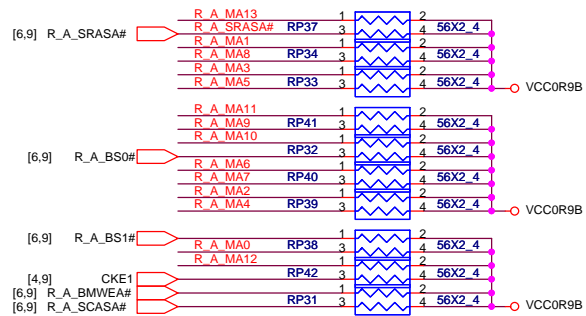 R_A_MA13 1 2
[6,9] R_A_SRASA# R_A_SRASA# RP37 3 4 56X2_4
R_A_MA1 1 2
R_A_MA8 RP34 3 4 56X2_4
R_A_MA3 1 2
R_A_MA5 RP33 3 4 56X2_4 VCC0R9B
R_A_MA11 1 2
R_A_MA9 RP41 3 4 56X2_4
R_A_MA10 1 2
[6,9] R_A_BS0# RP32 3 4 56X2_4
R_A_MA6 1 2
R_A_MA7 RP40 3 4 56X2_4
R_A_MA2 1 2
R_A_MA4 RP39 3 4 56X2_4 VCC0R9B
[6,9] R_A_BS1# 1 2
R_A_MA0 RP38 3 4 56X2_4
R_A_MA12 1 2
[4,9] CKE1 RP42 3 4 56X2_4
[6,9] R_A_BMWEA# 1 2
[6,9] R_A_SCASA# RP31 3 4 56X2_4 VCC0R9B